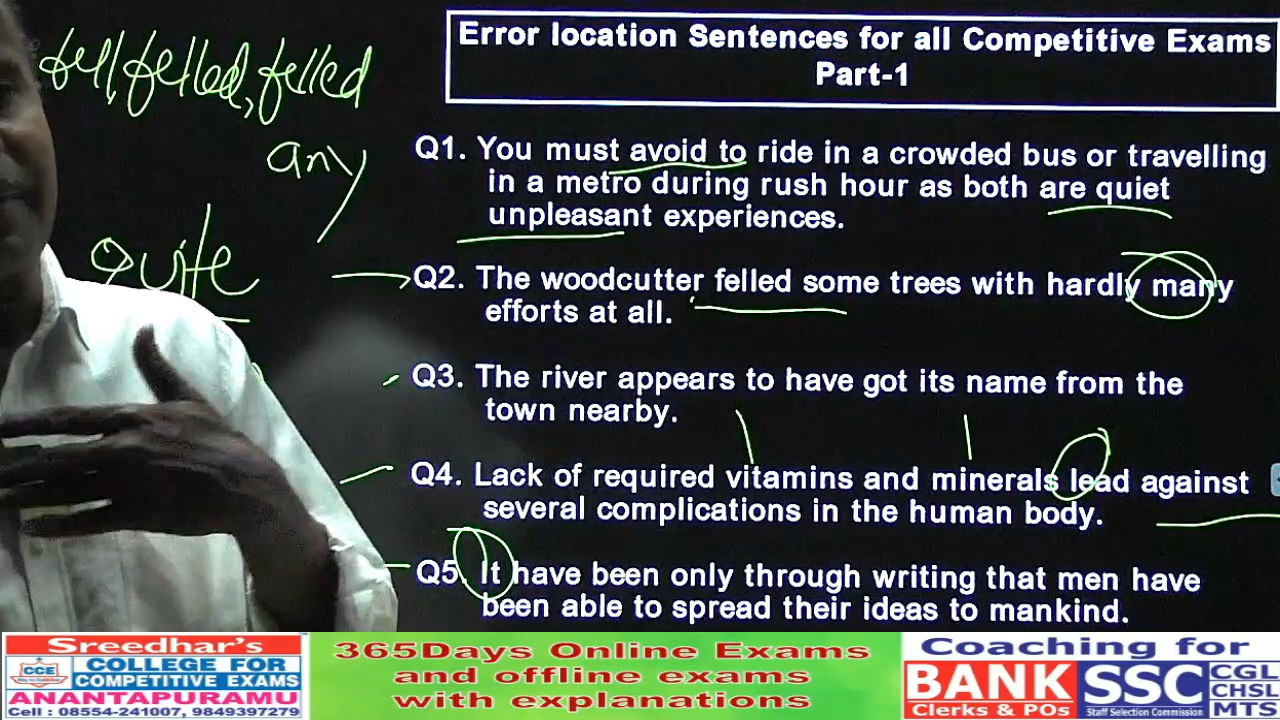 fell, felled, felled
any
quite
Error location Sentences for all Competitive Exams
Part-1
Q1. You must avoid to ride in a crowded bus or travelling
in a metro during rush hour as both are quiet
unpleasant experiences.
Q2. The woodcutter felled some trees with hardly many
efforts at all.
Q3. The river appears to have got its name from the
town nearby.
Q4. Lack of required vitamins and minerals lead against
several complications in the human body.
Q5. It have been only through writing that men have
been able to spread their ideas to mankind.
Sreedhar's
CCE
COLLEGE FOR
COMPETITIVE EXAMS
ANANTAPURAMU
Cell : 08554-241007, 9849397279
365Days Online Exams
and offline exams
with explanations
Coaching for
BANK
Clerks & POs
SSC
Staff Selection Commission
CGL
CHSL
MTS